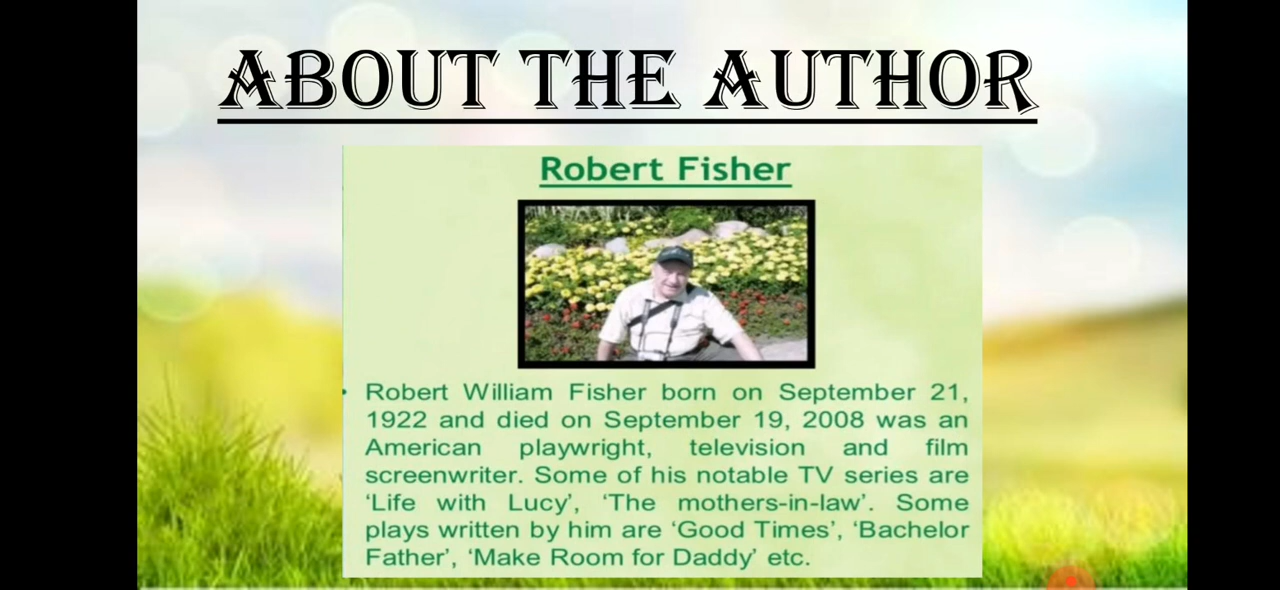 ABOUT THE AUTHOR
Robert Fisher
• Robert William Fisher born on September 21,
1922 and died on September 19, 2008 was an
American playwright, television and film
screenwriter. Some of his notable TV series are
‘Life with Lucy’, ‘The mothers-in-law’. Some
plays written by him are ‘Good Times’, ‘Bachelor
Father’, ‘Make Room for Daddy’ etc.